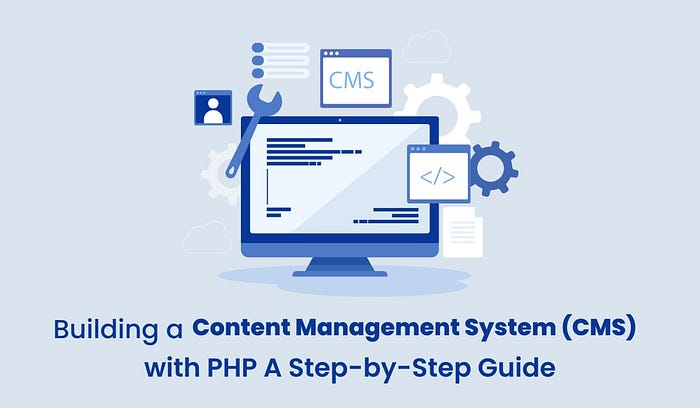 CMS
</>
Building a Content Management System (CMS)
with PHP A Step-by-Step Guide